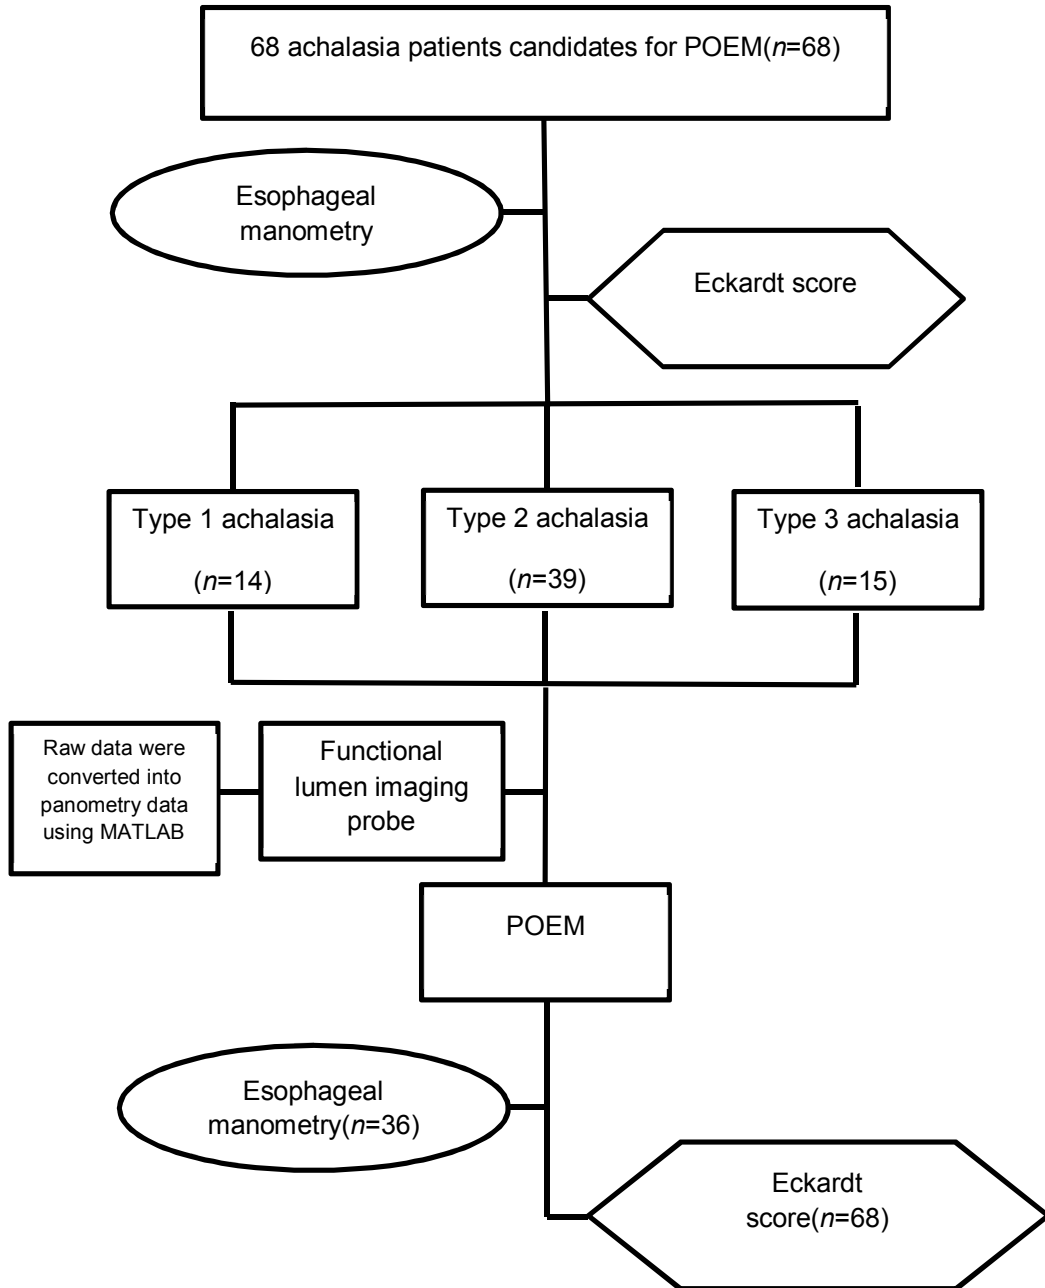 68 achalasia patients candidates for POEM(n=68)
Esophageal
manometry
Eckardt score
Type 1 achalasia
(n=14)
Type 2 achalasia
(n=39)
Type 3 achalasia
(n=15)
Raw data were
converted into
panometry data
using MATLAB
Functional
lumen imaging
probe
POEM
Esophageal
manometry(n=36)
Eckardt
score(n=68)